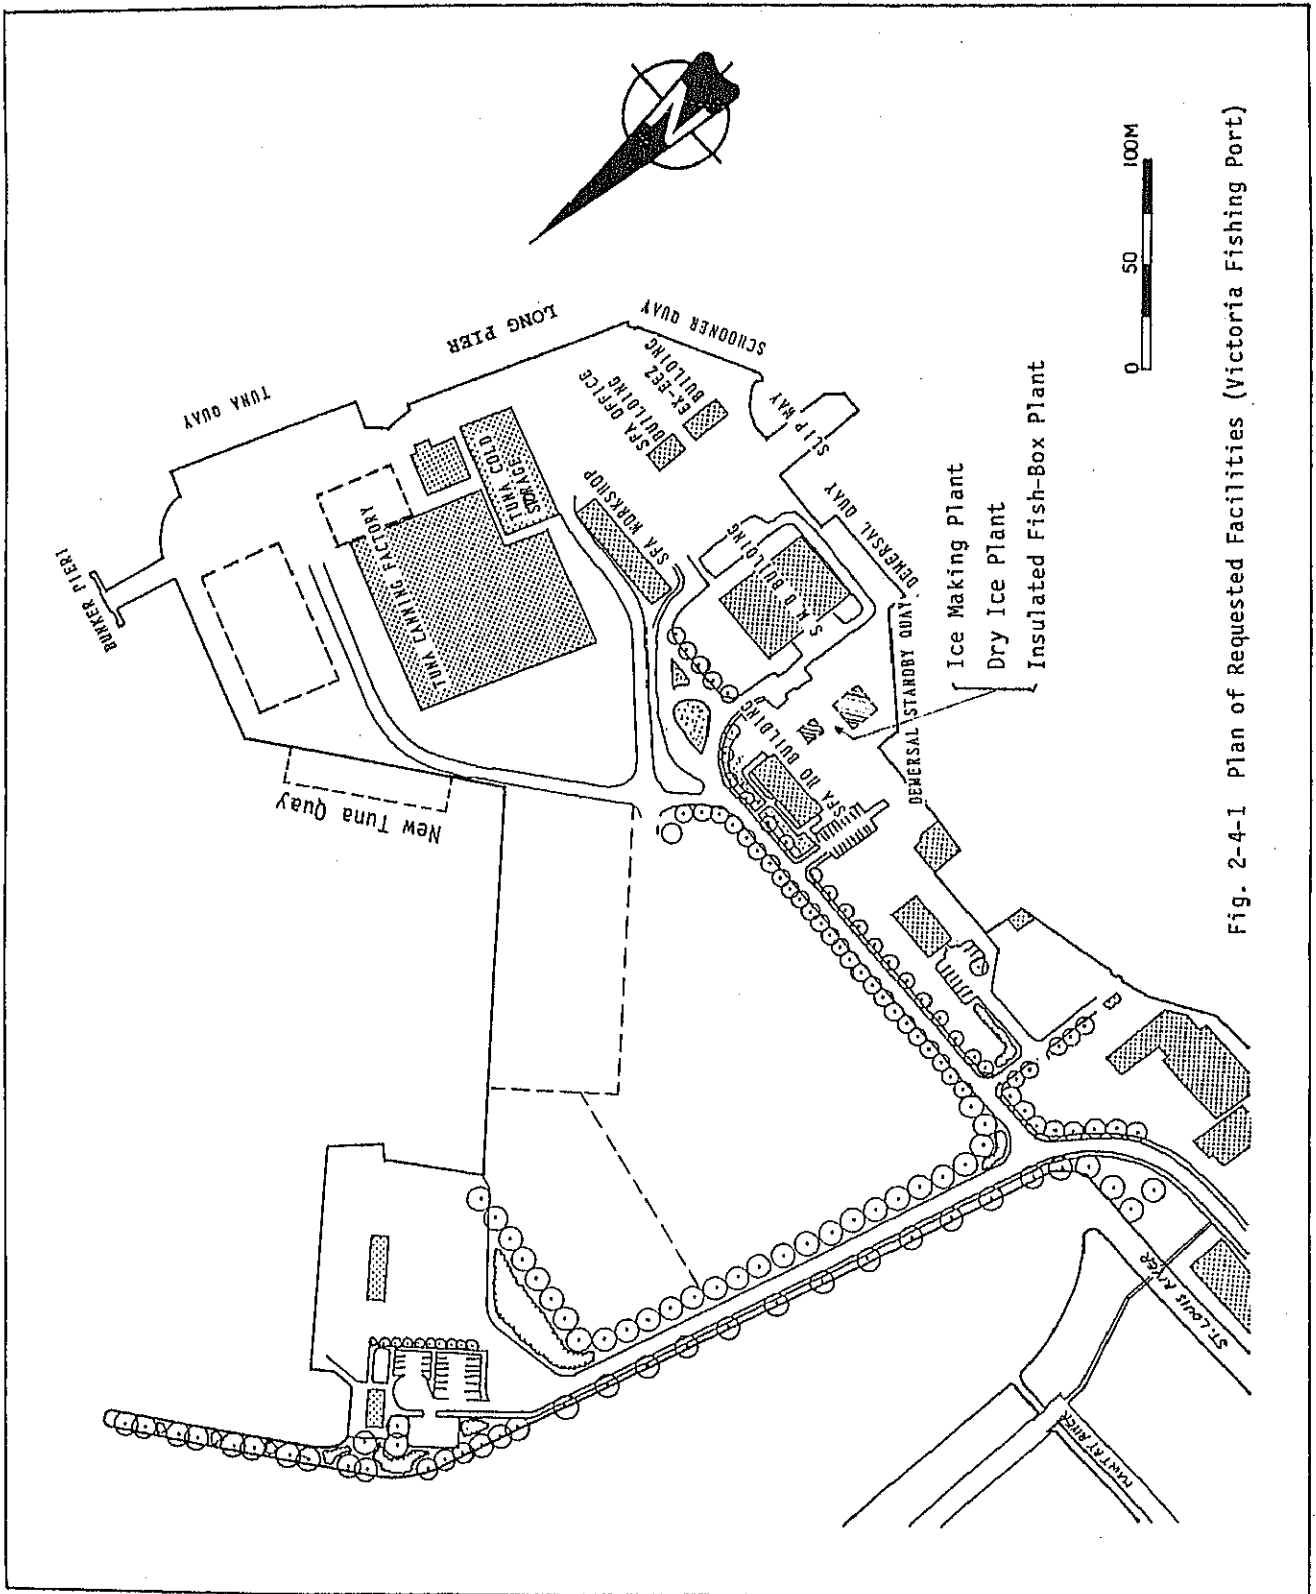 BUNKER PIER1
TUNA QUAY
LONG PIER
SCHOONER QUAY
SLIP WAY
DEMERSAL QUAY
DEMERSAL STANDBY QUAY
TUNA CANNING FACTORY
TUNA COLD
STORAGE
SFA OFFICE
BUILDING
EX-EEZ
BUILDING
SFA WORKSHOP
S M B BUILDING
SFA HQ BUILDING
New Tuna Quay
Ice Making Plant
Dry Ice Plant
Insulated Fish-Box Plant
N
0 50 100M
B
ST. LOUIS RIVER
MAWTAY RIVER
Fig. 2-4-1 Plan of Requested Facilities (Victoria Fishing Port)